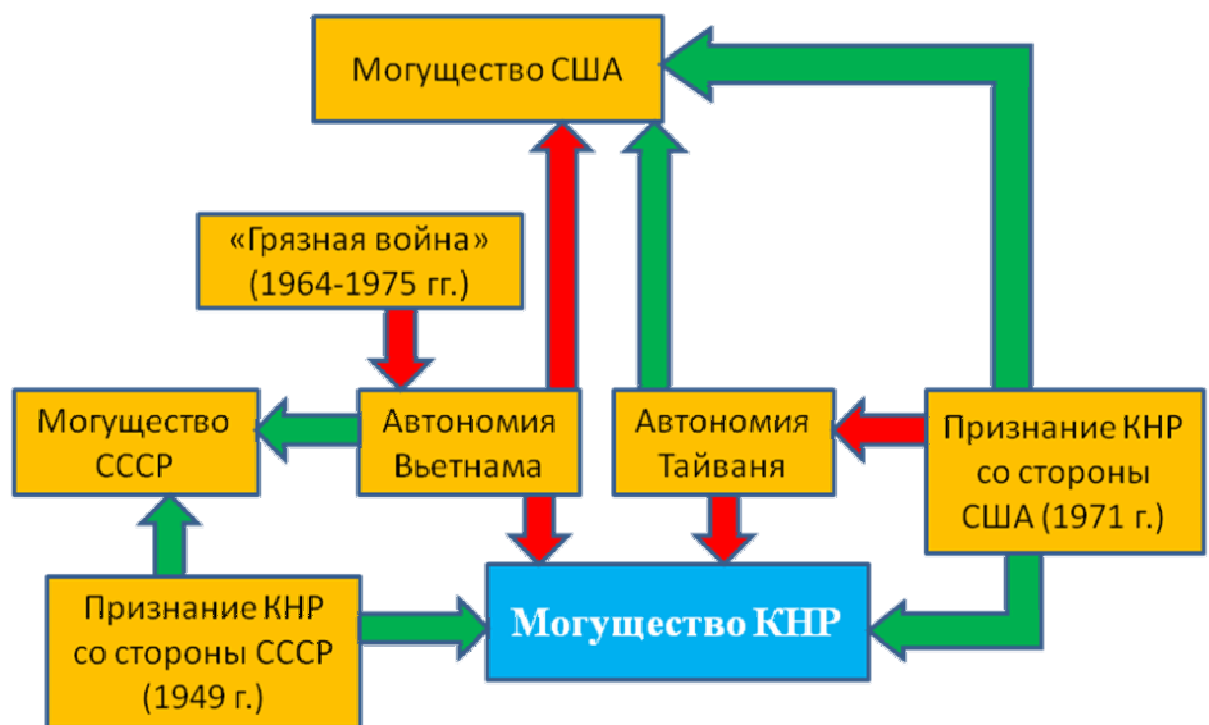 Могущество США
«Грязная война»
(1964-1975 гг.)
Могущество
СССР
Автономия
Вьетнама
Автономия
Тайваня
Признание КНР
со стороны
США (1971 г.)
Признание КНР
со стороны СССР
(1949 г.)
Могущество КНР